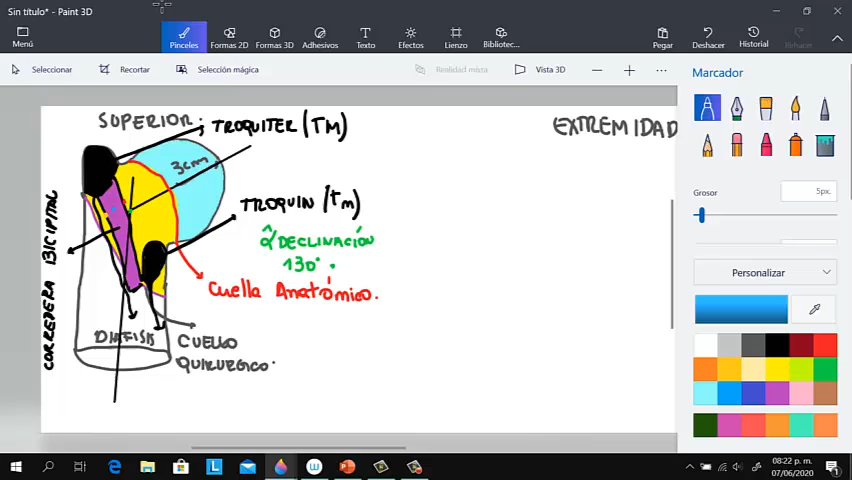 Sin título* - Paint 3D
Menú
Pinceles
Formas 2D
Formas 3D
Adhesivos
Texto
Efectos
Lienzo
Bibliotec...
Pegar
Deshacer
Historial
Rehacer
Seleccionar
Recortar
Selección mágica
Realidad mixta
Vista 3D
Marcador
Grosor
5px.
Personalizar
SUPERIOR:
TROQUITER (TM)
EXTREMIDAD
3cm
TROQUIN (Tm)
CORREDERA BICIPITAL
α̂ DECLINACIÓN
130°
Cuello Anatómico.
DIAFISIS
CUELLO
QUIRURGICO
08:22 p. m.
07/06/2020